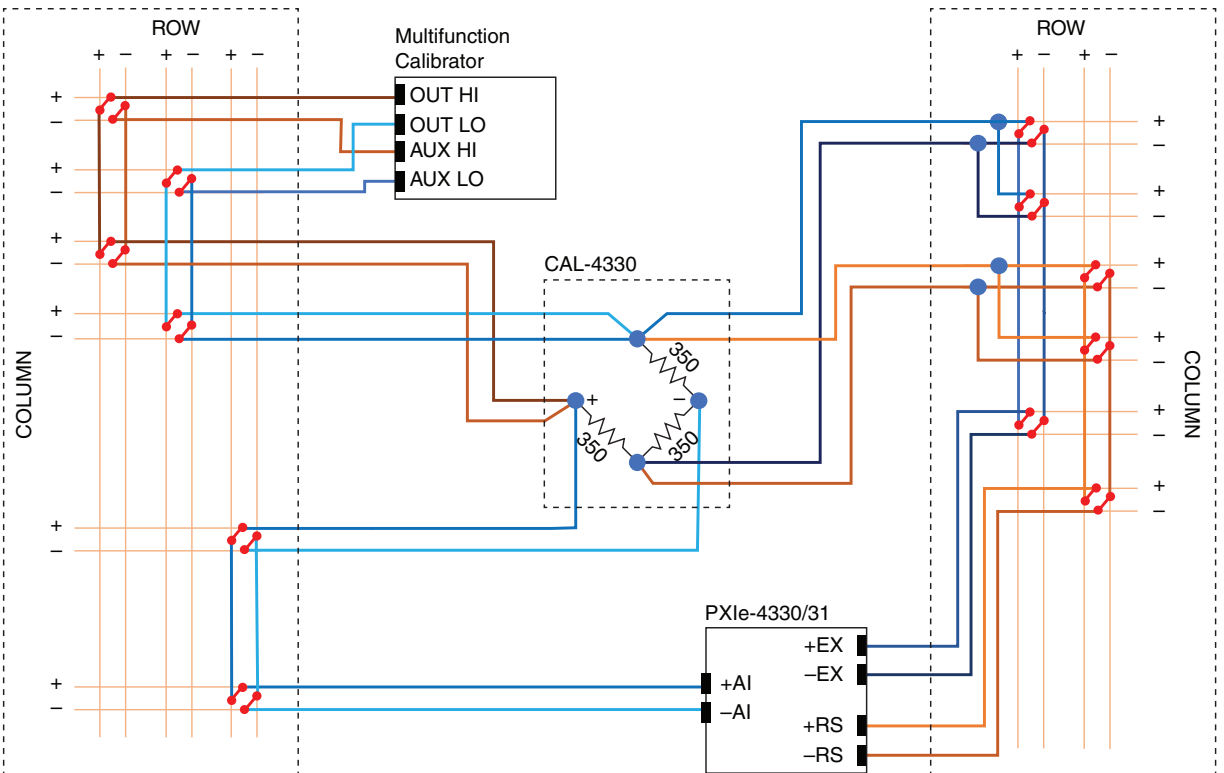 ROW
+ − + − + −
Multifunction
Calibrator
OUT HI
OUT LO
AUX HI
AUX LO
+
−
+
−
+
−
+
−
+
−
+
−
COLUMN
CAL-4330
350
+
−
350
350
PXIe-4330/31
+EX
−EX
+AI
−AI
+RS
−RS
ROW
+ − + −
+
−
+
−
+
−
+
−
+
−
+
−
COLUMN